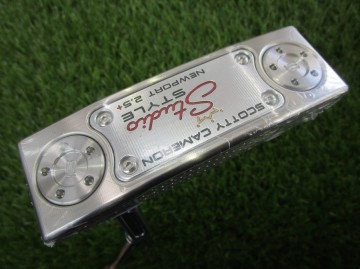 SCOTTY CAMERON
Studio
STYLE
NEWPORT 2.5+